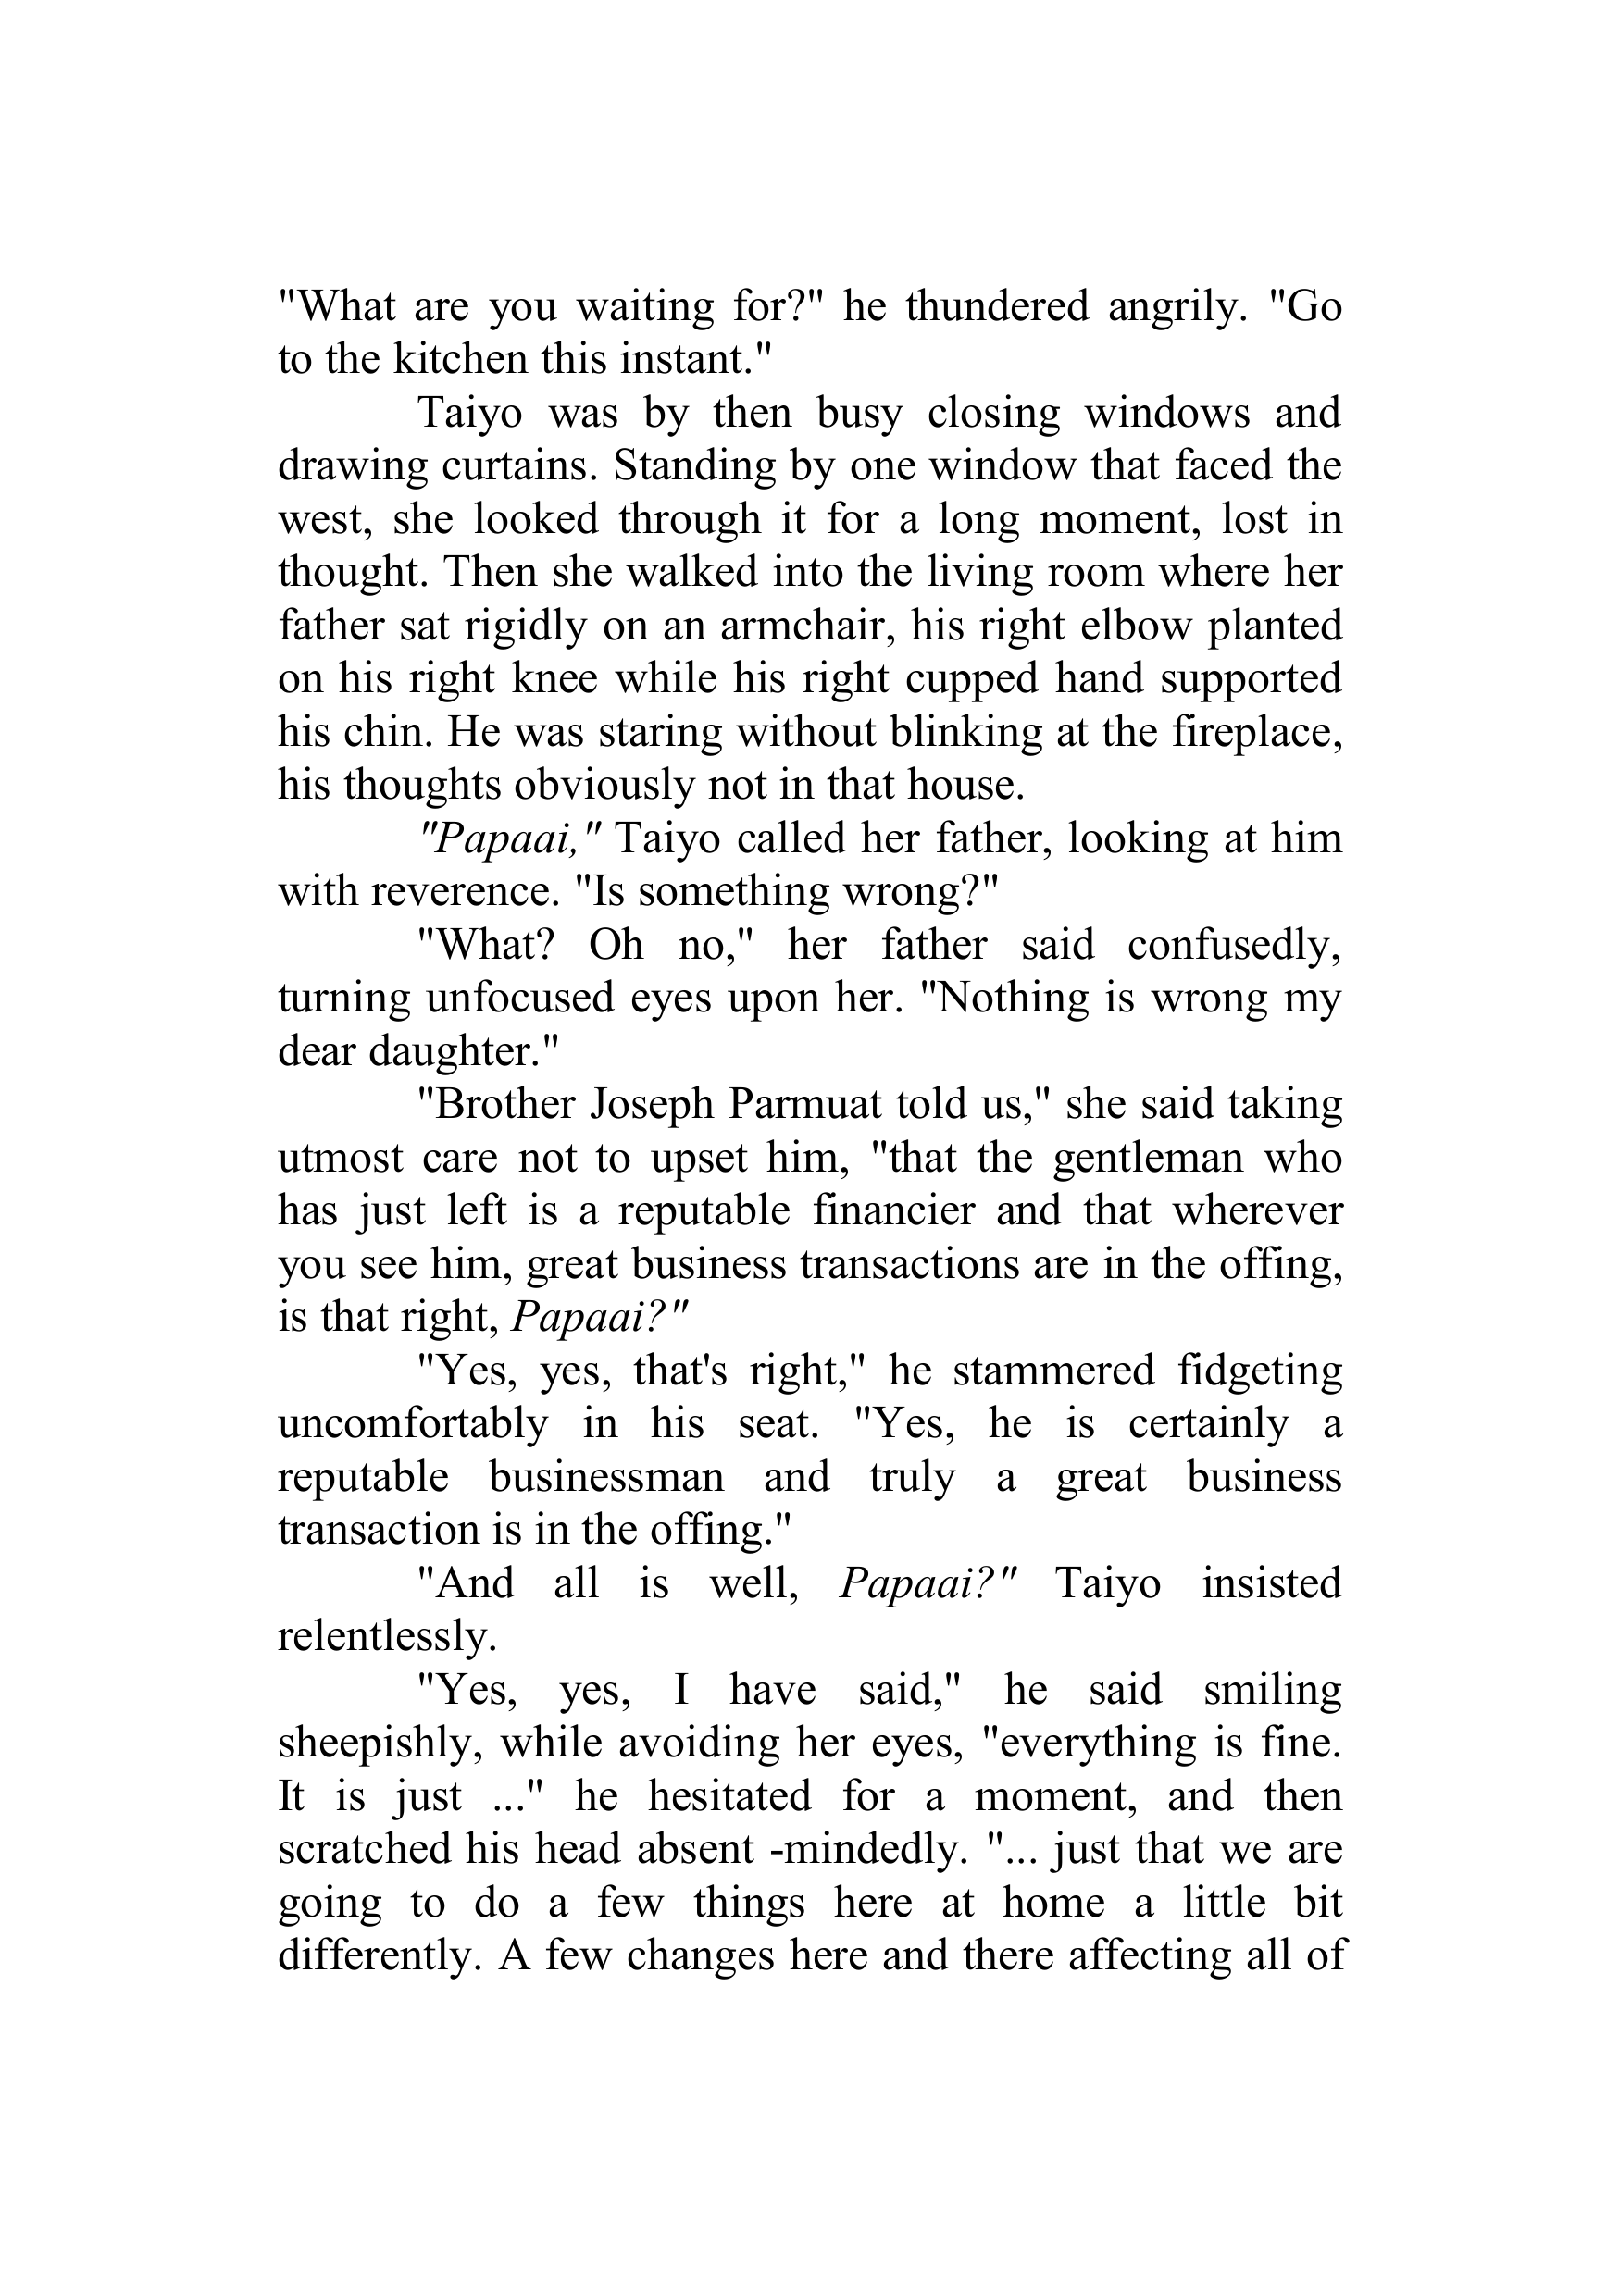 "What are you waiting for?" he thundered angrily. "Go
to the kitchen this instant."
Taiyo was by then busy closing windows and
drawing curtains. Standing by one window that faced the
west, she looked through it for a long moment, lost in
thought. Then she walked into the living room where her
father sat rigidly on an armchair, his right elbow planted
on his right knee while his right cupped hand supported
his chin. He was staring without blinking at the fireplace,
his thoughts obviously not in that house.
"Papaai," Taiyo called her father, looking at him
with reverence. "Is something wrong?"
"What? Oh no," her father said confusedly,
turning unfocused eyes upon her. "Nothing is wrong my
dear daughter."
"Brother Joseph Parmuat told us," she said taking
utmost care not to upset him, "that the gentleman who
has just left is a reputable financier and that wherever
you see him, great business transactions are in the offing,
is that right, Papaai?"
"Yes, yes, that's right," he stammered fidgeting
uncomfortably in his seat. "Yes, he is certainly a
reputable businessman and truly a great business
transaction is in the offing."
"And all is well, Papaai?" Taiyo insisted
relentlessly.
"Yes, yes, I have said," he said smiling
sheepishly, while avoiding her eyes, "everything is fine.
It is just ..." he hesitated for a moment, and then
scratched his head absent -mindedly. "... just that we are
going to do a few things here at home a little bit
differently. A few changes here and there affecting all of